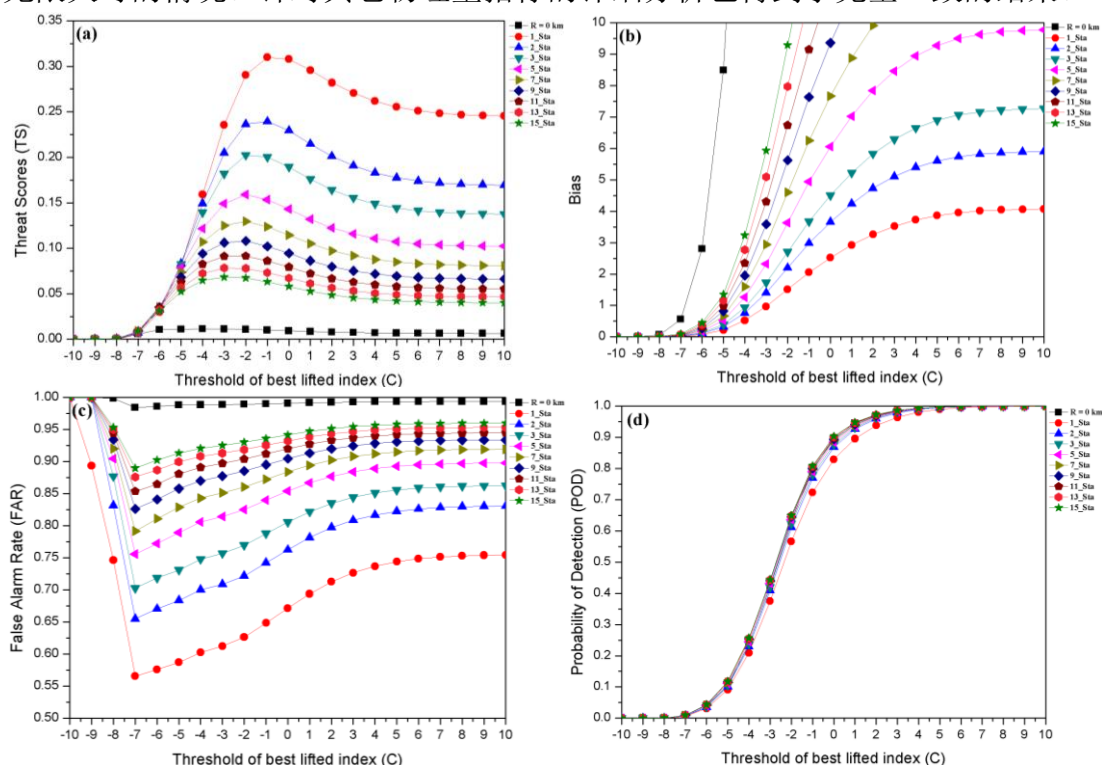 (a)
0.35
0.30
0.25
0.20
0.15
0.10
0.05
0.00
Threat Scores (TS)
-10 -9 -8 -7 -6 -5 -4 -3 -2 -1 0 1 2 3 4 5 6 7 8 9 10
Threshold of best lifted index (C)
R = 0 km
1_Sta
2_Sta
3_Sta
5_Sta
7_Sta
9_Sta
11_Sta
13_Sta
15_Sta
(b)
10
9
8
7
6
5
4
3
2
1
0
Bias
-10 -9 -8 -7 -6 -5 -4 -3 -2 -1 0 1 2 3 4 5 6 7 8 9 10
Threshold of best lifted index (C)
R = 0 km
1_Sta
2_Sta
3_Sta
5_Sta
7_Sta
9_Sta
11_Sta
13_Sta
15_Sta
(c)
1.00
0.95
0.90
0.85
0.80
0.75
0.70
0.65
0.60
0.55
0.50
False Alarm Rate (FAR)
-10 -9 -8 -7 -6 -5 -4 -3 -2 -1 0 1 2 3 4 5 6 7 8 9 10
Threshold of best lifted index (C)
R = 0 km
1_Sta
2_Sta
3_Sta
5_Sta
7_Sta
9_Sta
11_Sta
13_Sta
15_Sta
(d)
1.0
0.9
0.8
0.7
0.6
0.5
0.4
0.3
0.2
0.1
0.0
Probability of Detection (POD)
-10 -9 -8 -7 -6 -5 -4 -3 -2 -1 0 1 2 3 4 5 6 7 8 9 10
Threshold of best lifted index (C)
R = 0 km
1_Sta
2_Sta
3_Sta
5_Sta
7_Sta
9_Sta
11_Sta
13_Sta
15_Sta